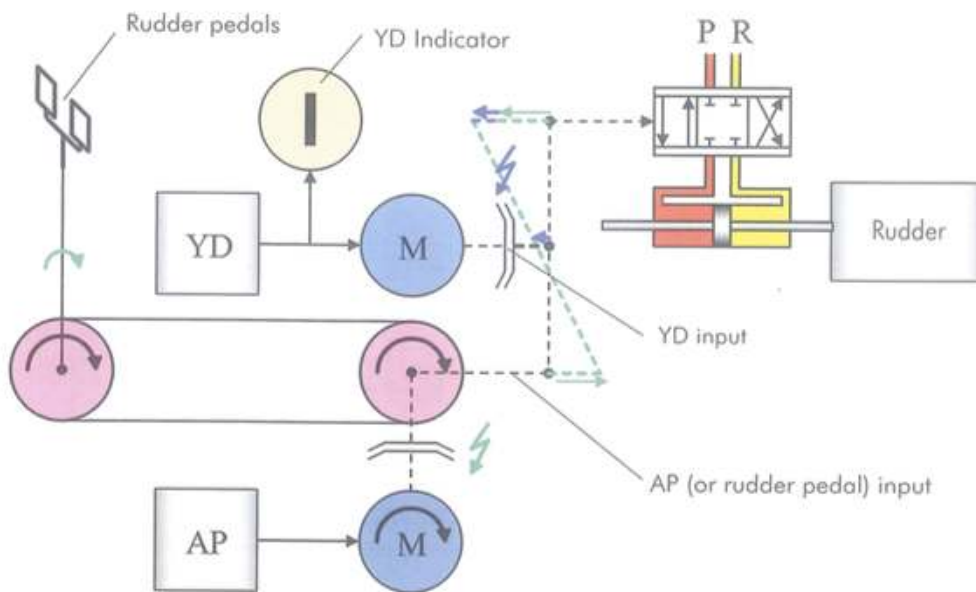 Rudder pedals
YD Indicator
P R
YD
M
Rudder
YD input
AP (or rudder pedal) input
AP
M